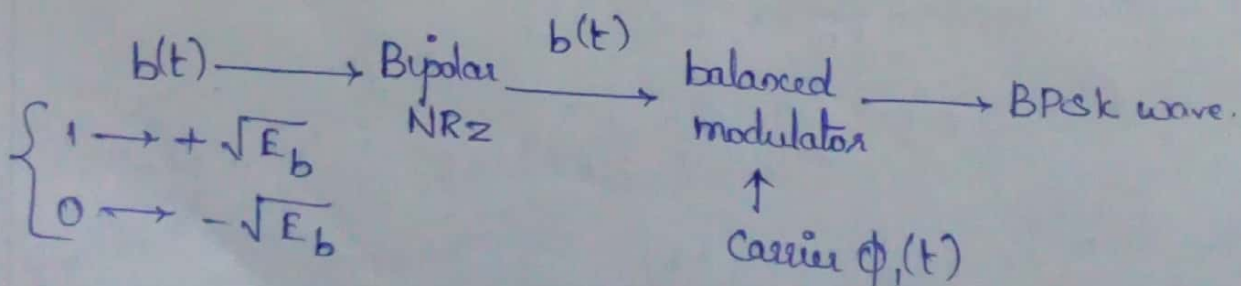 b(t) → Bipolar NRZ b(t) → balanced modulator → BPSK wave.
{ 1 → + √E_b
0 → - √E_b
↑
Carrier ϕ₁(t)